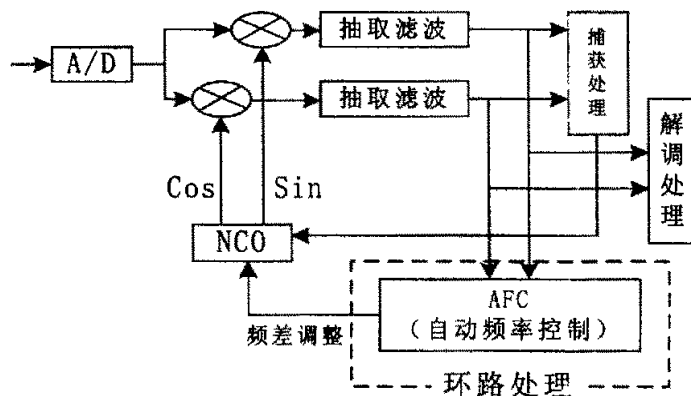 A/D
抽取滤波
抽取滤波
捕获处理
解调处理
Cos
Sin
NCO
频差调整
AFC
（自动频率控制）
环路处理